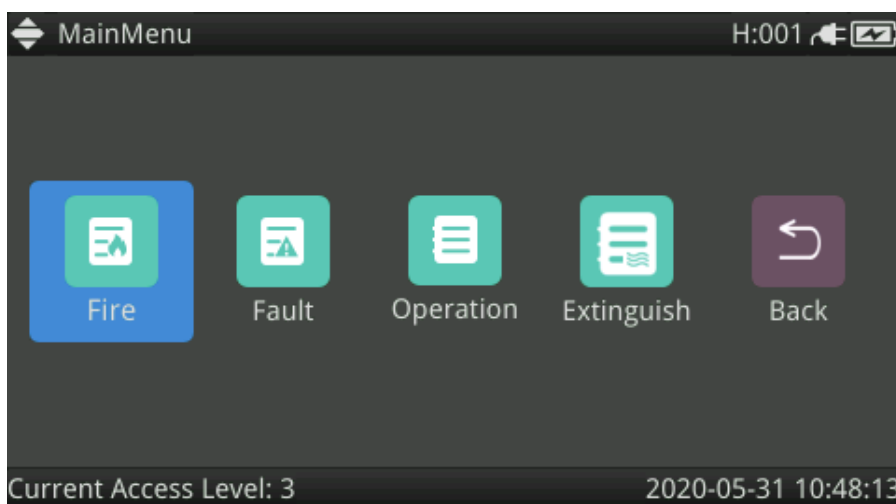 MainMenu H:001
Fire Fault Operation Extinguish Back
Current Access Level: 3 2020-05-31 10:48:13